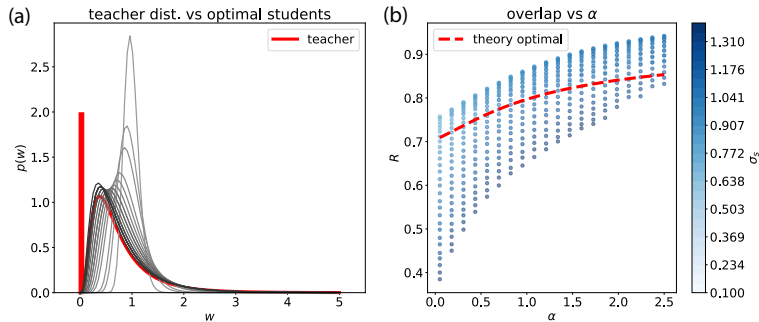 (a)
teacher dist. vs optimal students
teacher
2.5
2.0
1.5
1.0
0.5
0.0
p(w)
0 1 2 3 4 5
w
(b)
overlap vs α
theory optimal
0.9
0.8
0.7
0.6
0.5
0.4
R
0.0 0.5 1.0 1.5 2.0 2.5
α
1.310
1.176
1.041
0.907
0.772
0.638
0.503
0.369
0.234
0.100
σs